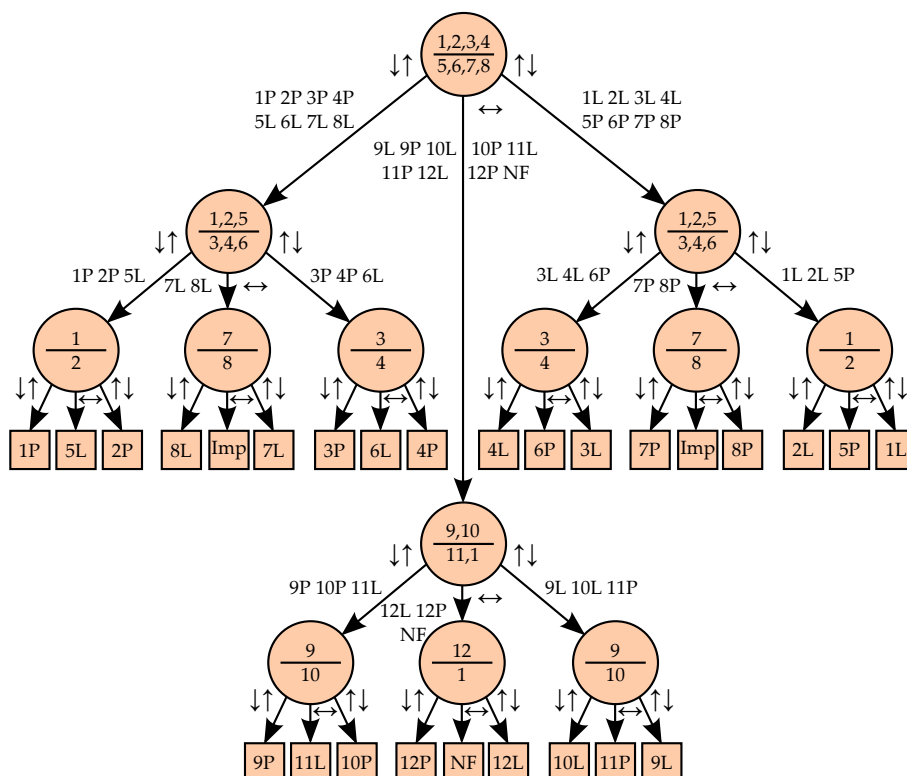 1,2,3,4
5,6,7,8
↓↑ ↑↓
↔
1P 2P 3P 4P
5L 6L 7L 8L
9L 9P 10L
11P 12L
10P 11L
12P NF
1L 2L 3L 4L
5P 6P 7P 8P
1,2,5
3,4,6
↓↑ ↑↓
1,2,5
3,4,6
↓↑ ↑↓
1P 2P 5L
7L 8L
↔
3P 4P 6L
3L 4L 6P
7P 8P
↔
1L 2L 5P
1
2
7
8
3
4
3
4
7
8
1
2
↓↑ ↔ ↑↓
↓↑ ↔ ↑↓
↓↑ ↔ ↑↓
↓↑ ↔ ↑↓
↓↑ ↔ ↑↓
↓↑ ↔ ↑↓
1P 5L 2P
8L Imp 7L
3P 6L 4P
4L 6P 3L
7P Imp 8P
2L 5P 1L
9,10
11,1
↓↑ ↑↓
↔
9P 10P 11L
12L 12P
NF
9L 10L 11P
9
10
12
1
9
10
↓↑ ↔ ↑↓
↓↑ ↔ ↑↓
↓↑ ↔ ↑↓
9P 11L 10P
12P NF 12L
10L 11P 9L